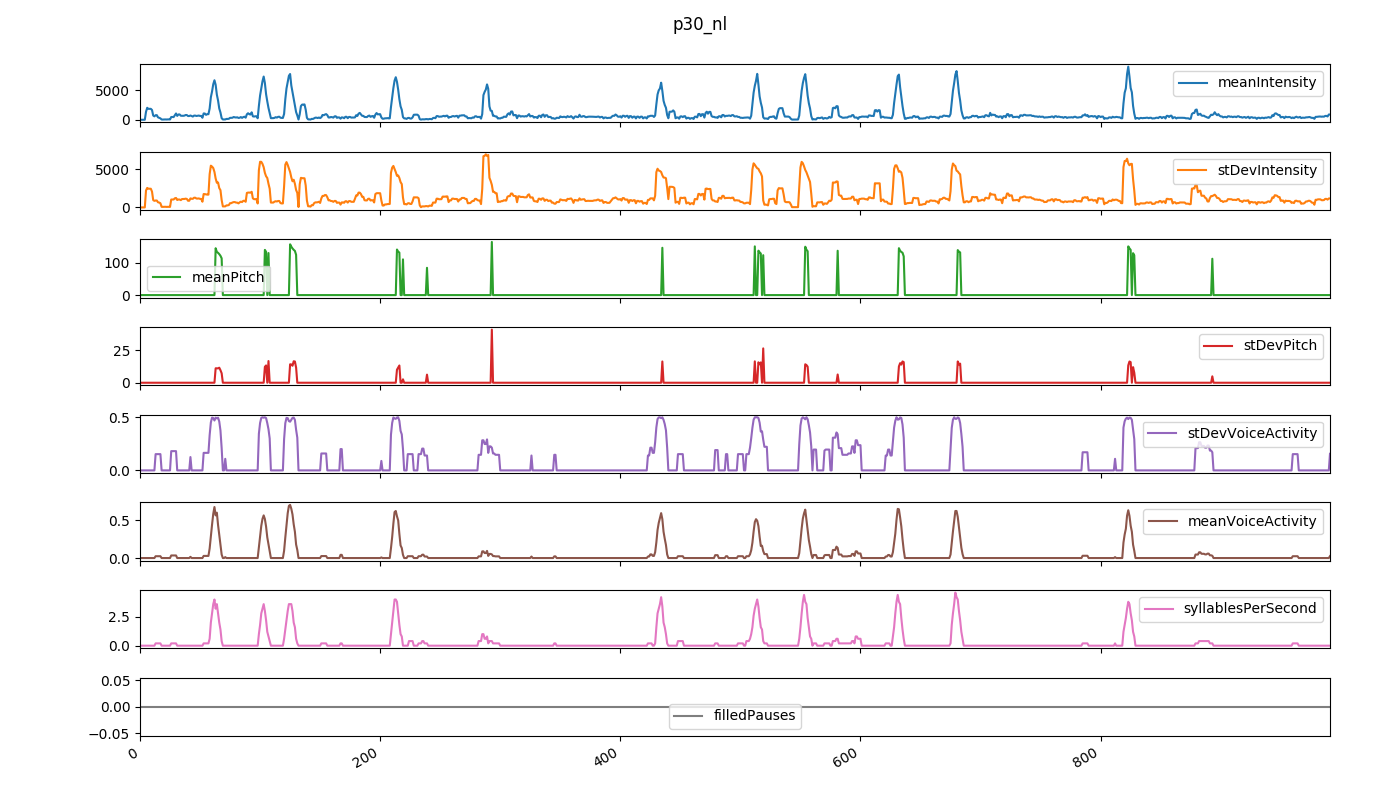 p30_nl
5000
0
meanIntensity
5000
0
stDevIntensity
100
0
meanPitch
25
0
stDevPitch
0.5
0.0
stDevVoiceActivity
0.5
0.0
meanVoiceActivity
2.5
0.0
syllablesPerSecond
0.05
0.00
−0.05
filledPauses
0
200
400
600
800